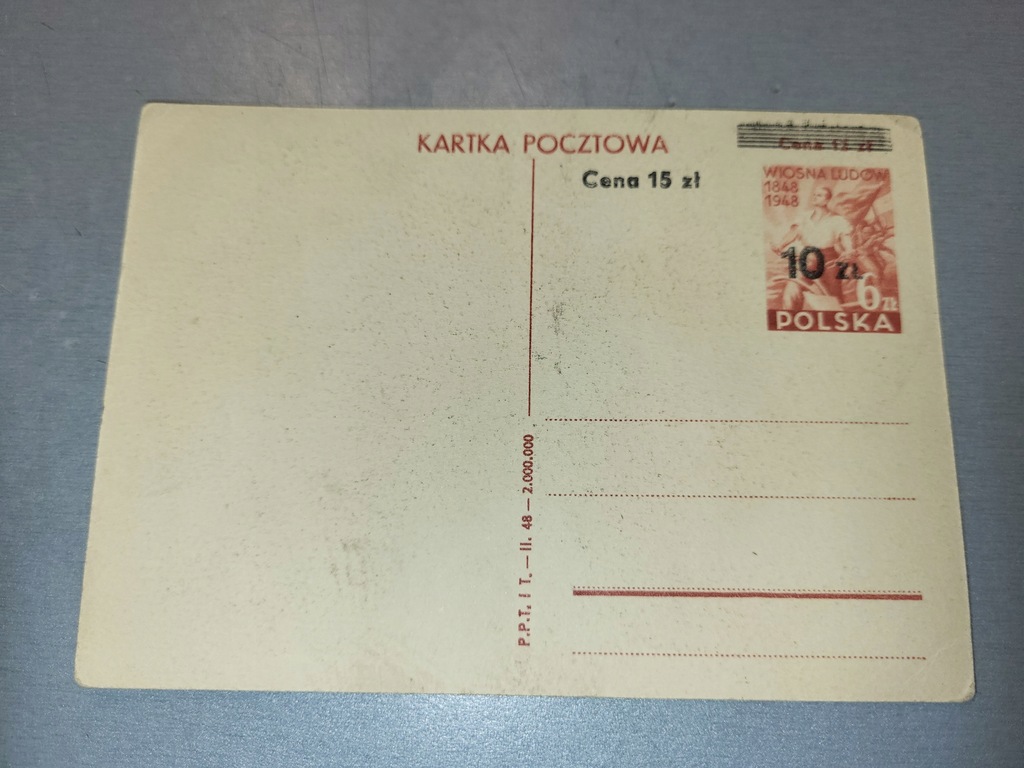 KARTKA POCZTOWA
Cena 15 zł
WIOSNA LUDÓW
1848
1948
10 zł
6 zł
POLSKA
P.P.T. i T. — II. 48 — 2.000.000